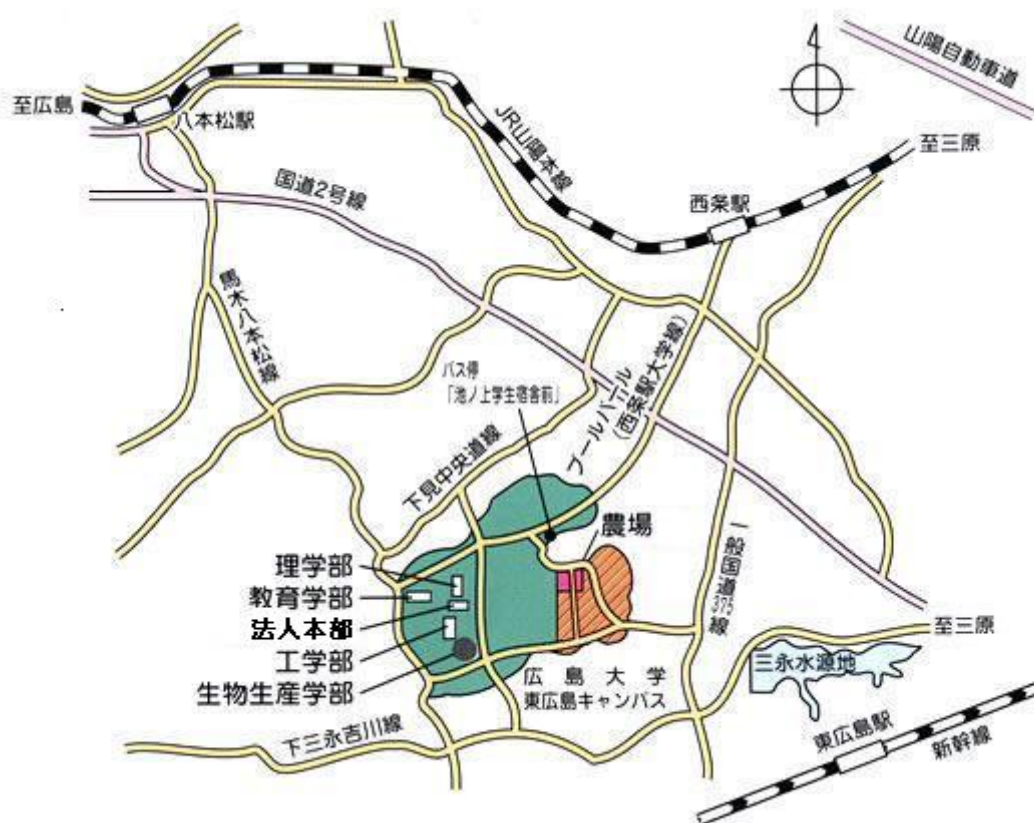 山陽自動車道
至広島
八本松駅
JR山陽本線
至三原
国道2号線
西条駅
馬木八本松線
バス停
「池ノ上学生宿舎前」
ブールバール
(西条駅大学線)
下見中央道線
農場
一般国道375線
理学部
教育学部
法人本部
工学部
生物生産学部
至三原
三永水源地
広島大学
東広島キャンパス
下三永吉川線
東広島駅
新幹線